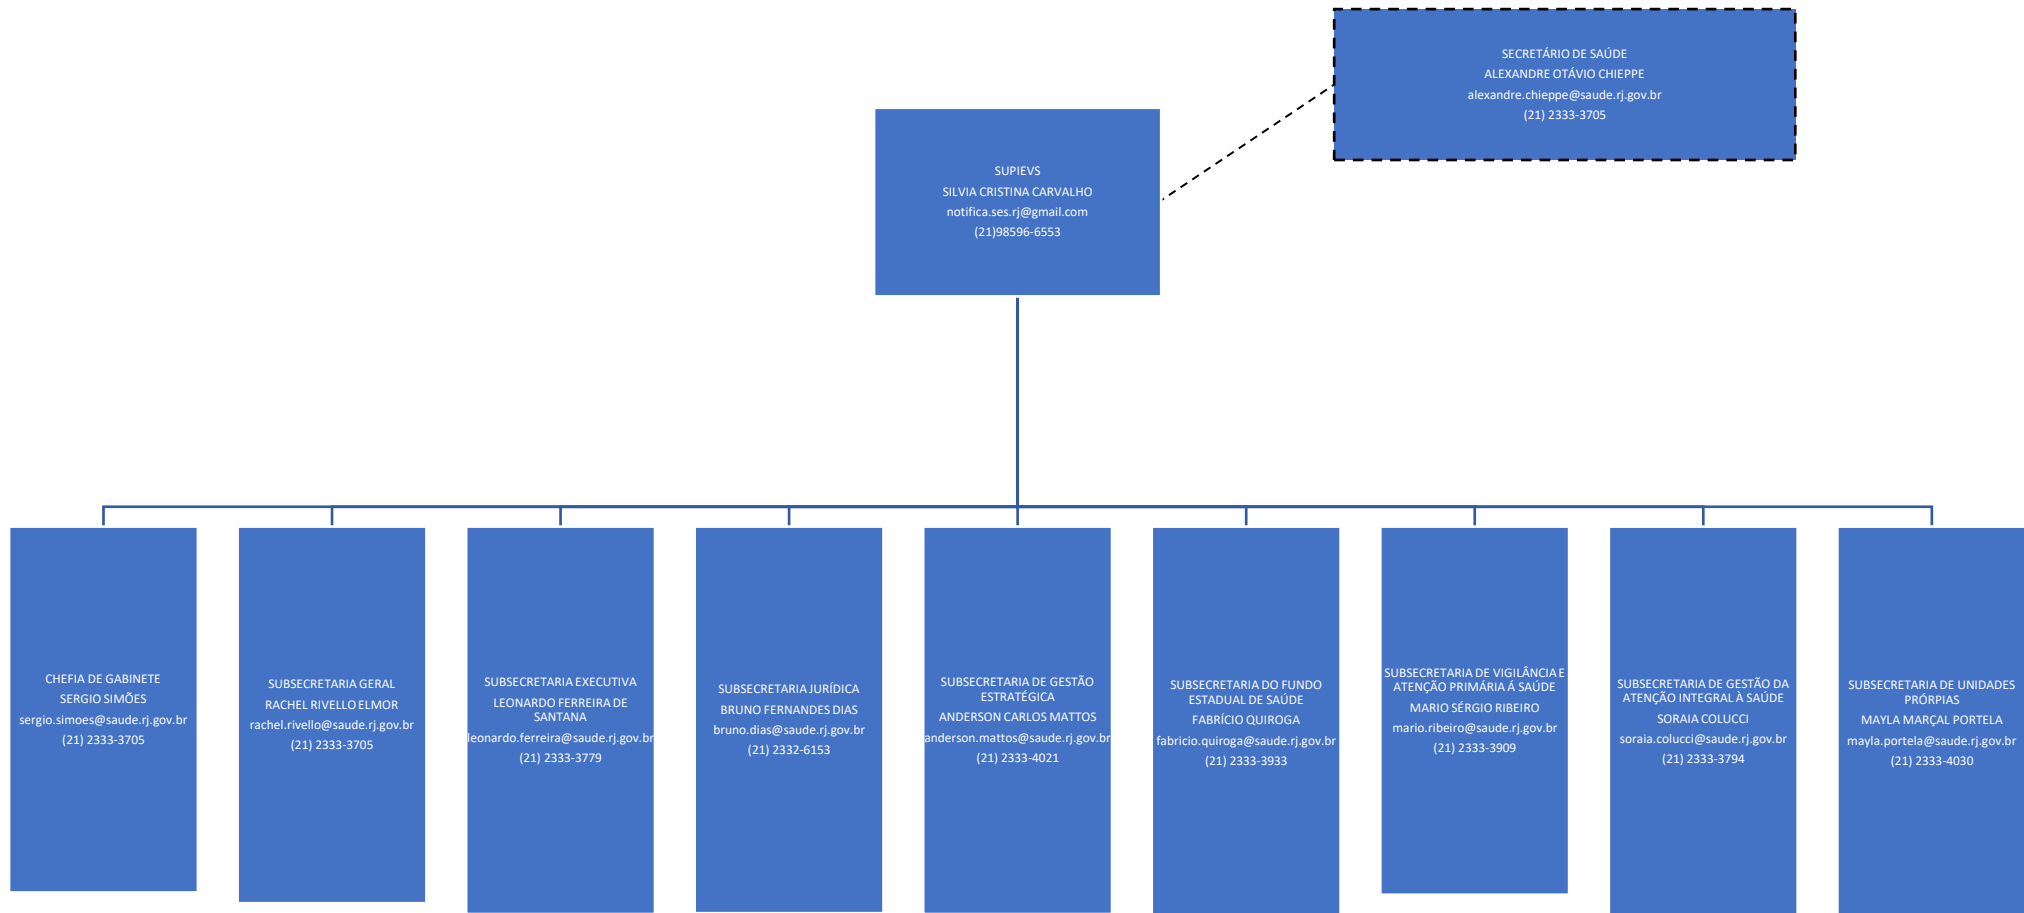 SECRETÁRIO DE SAÚDE
ALEXANDRE OTÁVIO CHIEPPE
alexandre.chieppe@saude.rj.gov.br
(21) 2333-3705
SUPIEVS
SILVIA CRISTINA CARVALHO
notifica.ses.rj@gmail.com
(21)98596-6553
CHEFIA DE GABINETE
SERGIO SIMÕES
sergio.simoes@saude.rj.gov.br
(21) 2333-3705
SUBSECRETARIA GERAL
RACHEL RIVELLO ELMOR
rachel.rivello@saude.rj.gov.br
(21) 2333-3705
SUBSECRETARIA EXECUTIVA
LEONARDO FERREIRA DE
SANTANA
leonardo.ferreira@saude.rj.gov.br
(21) 2333-3779
SUBSECRETARIA JURÍDICA
BRUNO FERNANDES DIAS
bruno.dias@saude.rj.gov.br
(21) 2332-6153
SUBSECRETARIA DE GESTÃO
ESTRATÉGICA
ANDERSON CARLOS MATTOS
anderson.mattos@saude.rj.gov.br
(21) 2333-4021
SUBSECRETARIA DO FUNDO
ESTADUAL DE SAÚDE
FABRÍCIO QUIROGA
fabricio.quiroga@saude.rj.gov.br
(21) 2333-3933
SUBSECRETARIA DE VIGILÂNCIA E
ATENÇÃO PRIMÁRIA Á SAÚDE
MARIO SÉRGIO RIBEIRO
mario.ribeiro@saude.rj.gov.br
(21) 2333-3909
SUBSECRETARIA DE GESTÃO DA
ATENÇÃO INTEGRAL À SAÚDE
SORAIA COLUCCI
soraia.colucci@saude.rj.gov.br
(21) 2333-3794
SUBSECRETARIA DE UNIDADES
PRÓRPIAS
MAYLA MARÇAL PORTELA
mayla.portela@saude.rj.gov.br
(21) 2333-4030